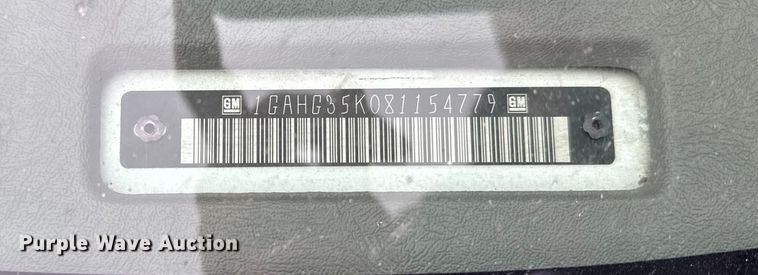 GM 1GAHG35K081154779 GM
Purple Wave Auction